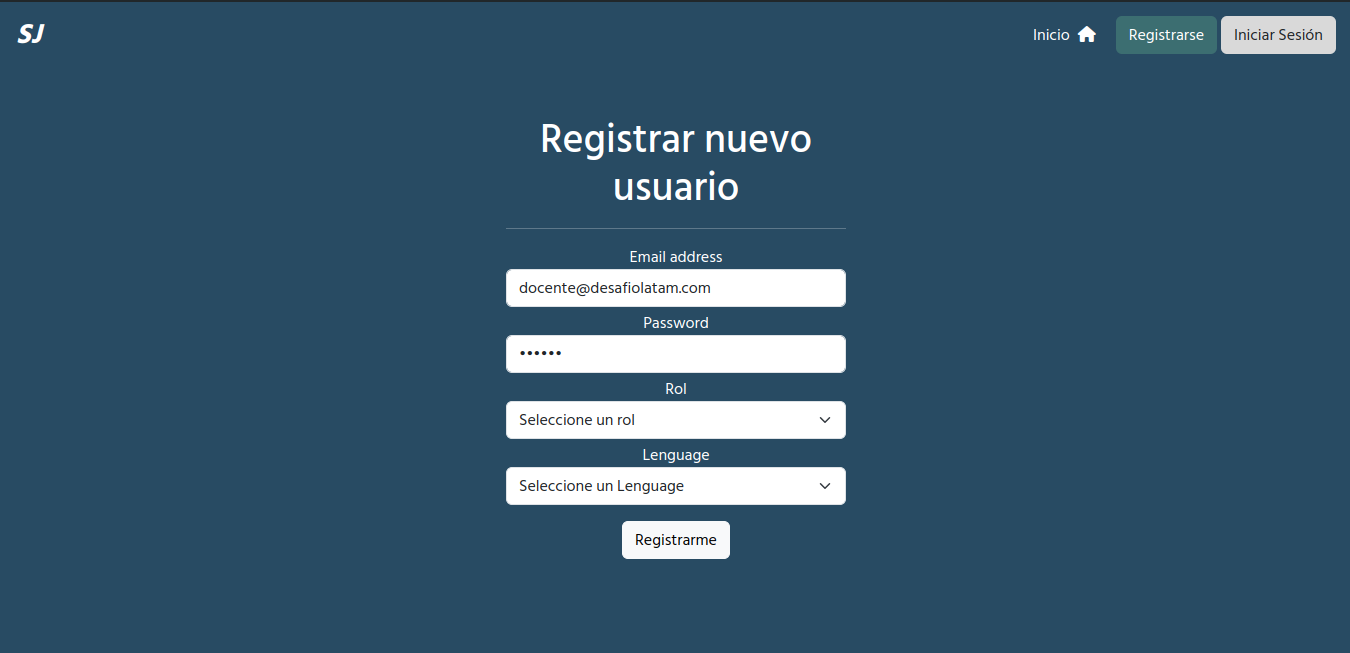 SJ
Inicio
Registrarse
Iniciar Sesión
Registrar nuevo
usuario
Email address
docente@desafiolatam.com
Password
••••••
Rol
Seleccione un rol
Lenguage
Seleccione un Lenguage
Registrarme